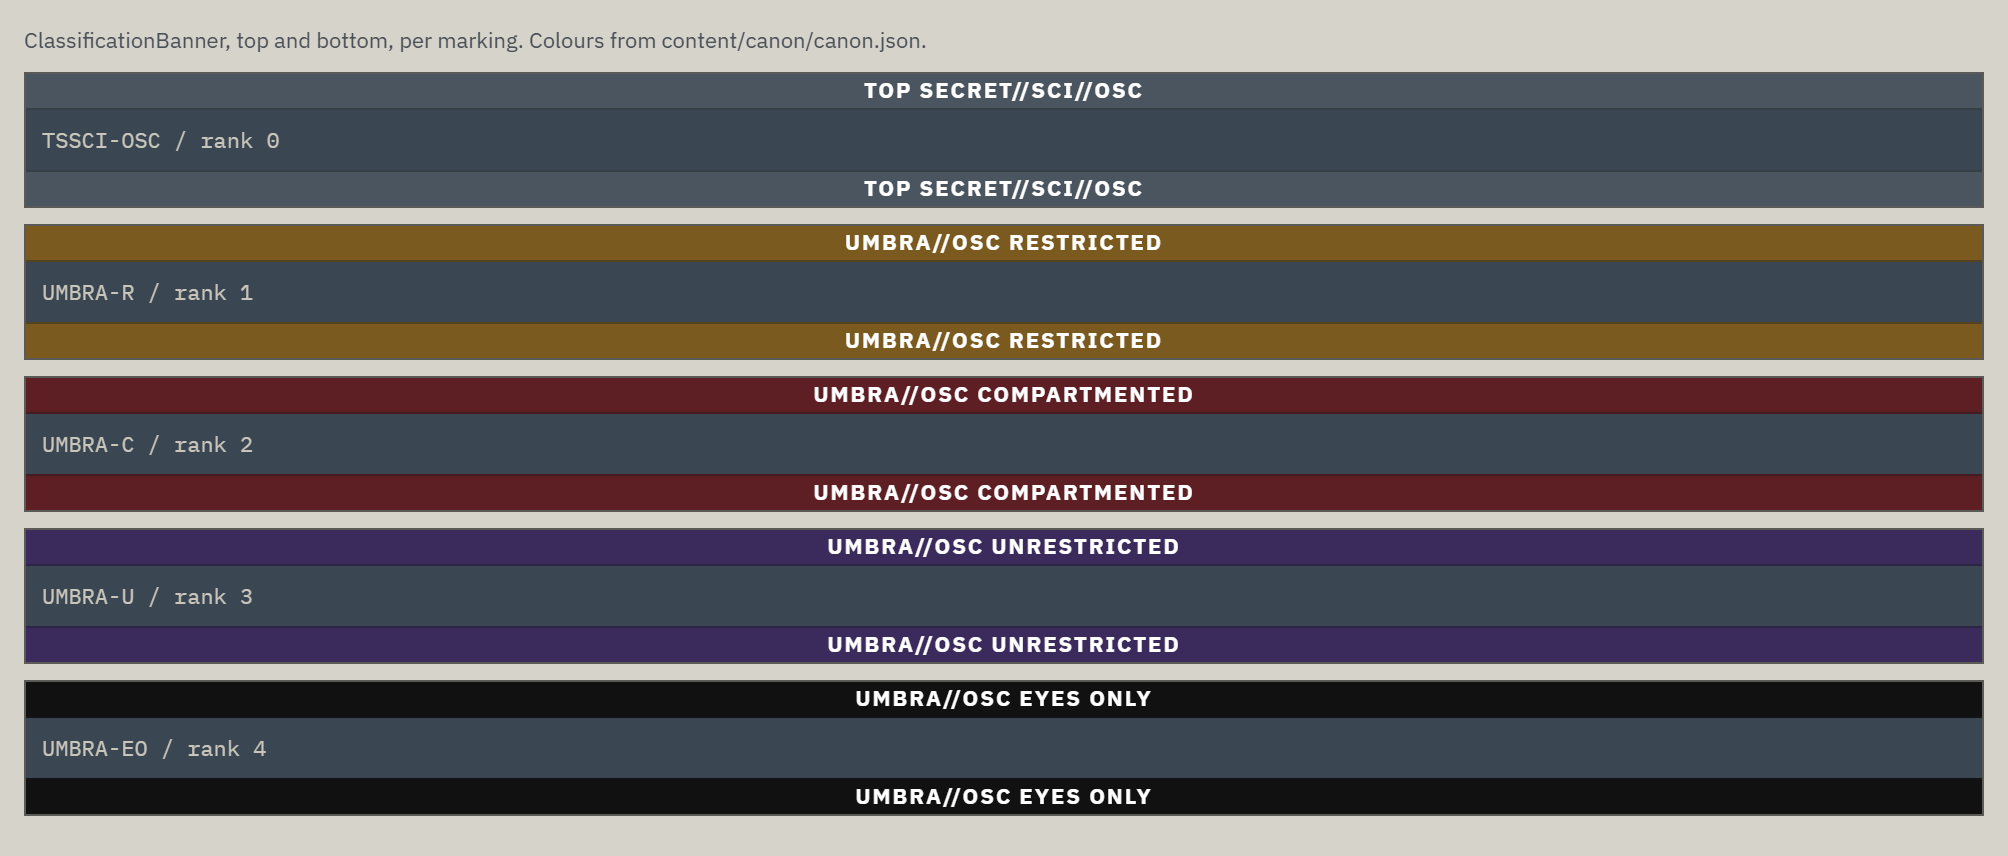 ClassificationBanner, top and bottom, per marking. Colours from content/canon/canon.json.
TOP SECRET//SCI//OSC
TSSCI-OSC / rank 0
TOP SECRET//SCI//OSC
UMBRA//OSC RESTRICTED
UMBRA-R / rank 1
UMBRA//OSC RESTRICTED
UMBRA//OSC COMPARTMENTED
UMBRA-C / rank 2
UMBRA//OSC COMPARTMENTED
UMBRA//OSC UNRESTRICTED
UMBRA-U / rank 3
UMBRA//OSC UNRESTRICTED
UMBRA//OSC EYES ONLY
UMBRA-EO / rank 4
UMBRA//OSC EYES ONLY